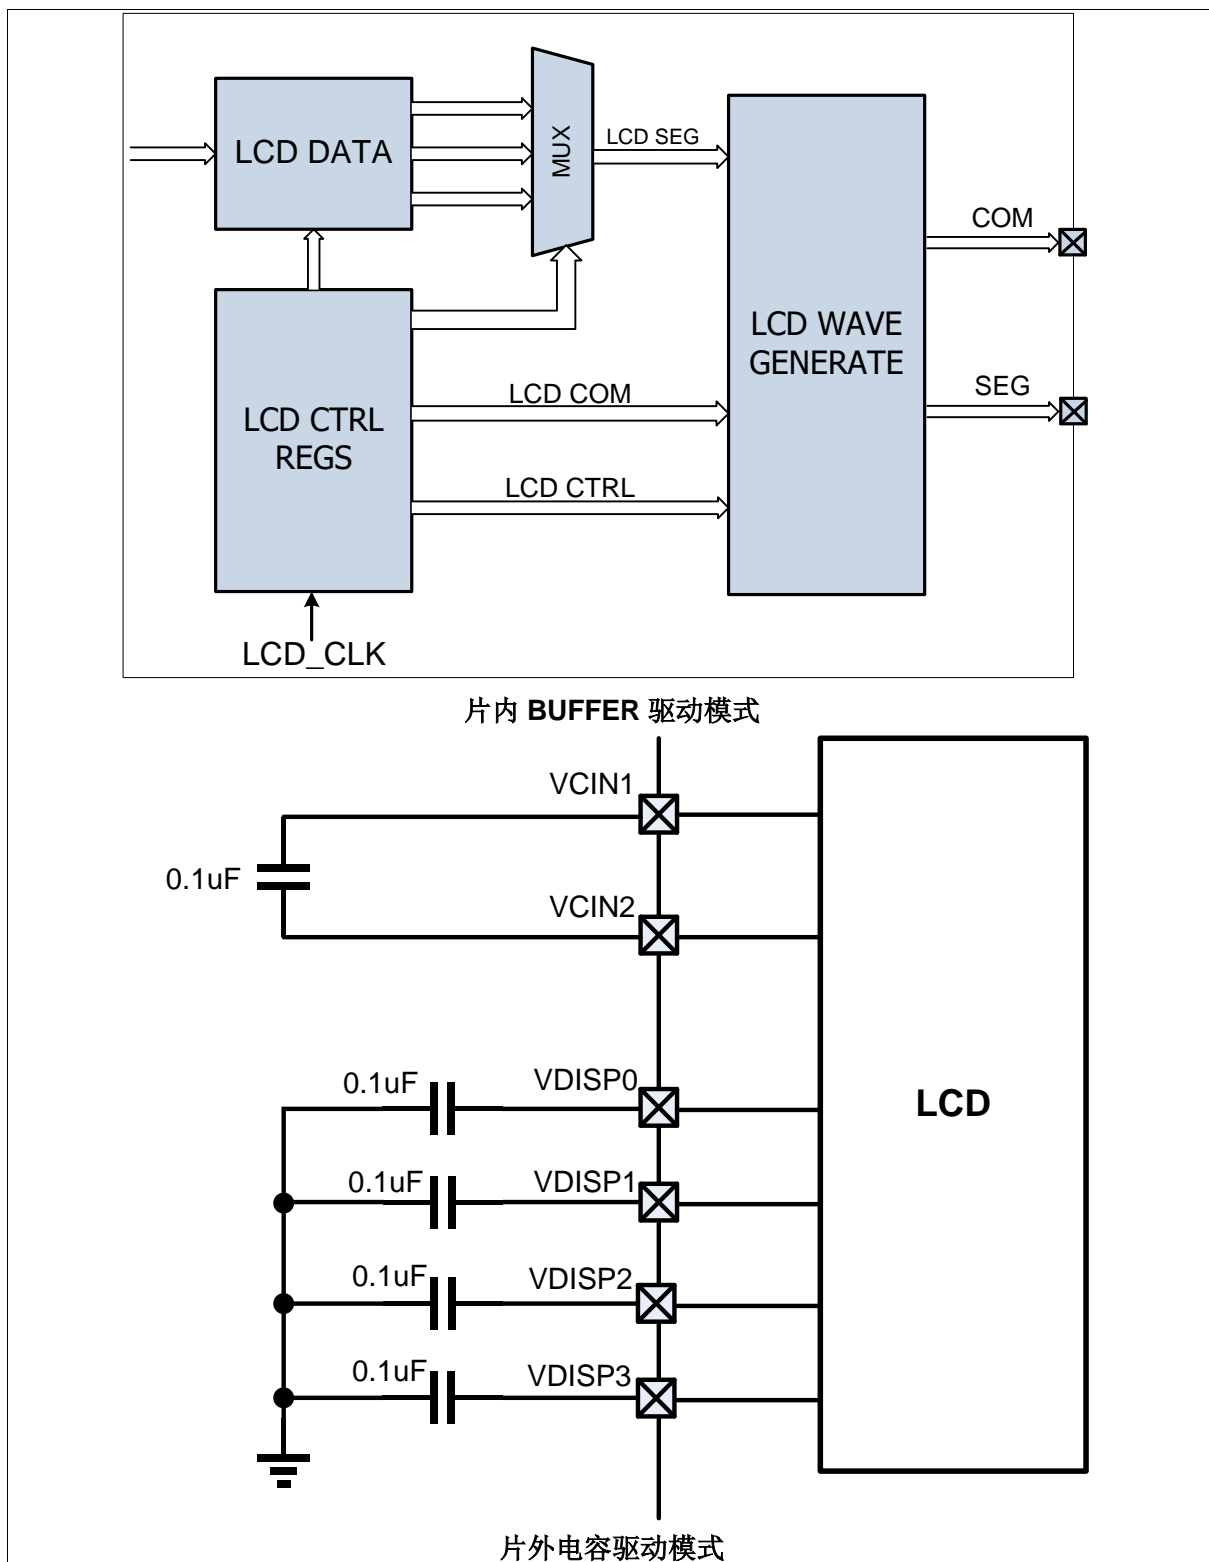 LCD DATA
MUX
LCD SEG
COM
LCD WAVE
GENERATE
SEG
LCD CTRL
REGS
LCD COM
LCD CTRL
LCD_CLK
片内 BUFFER 驱动模式
VCIN1
0.1uF
VCIN2
0.1uF
VDISP0
LCD
0.1uF
VDISP1
0.1uF
VDISP2
0.1uF
VDISP3
片外电容驱动模式